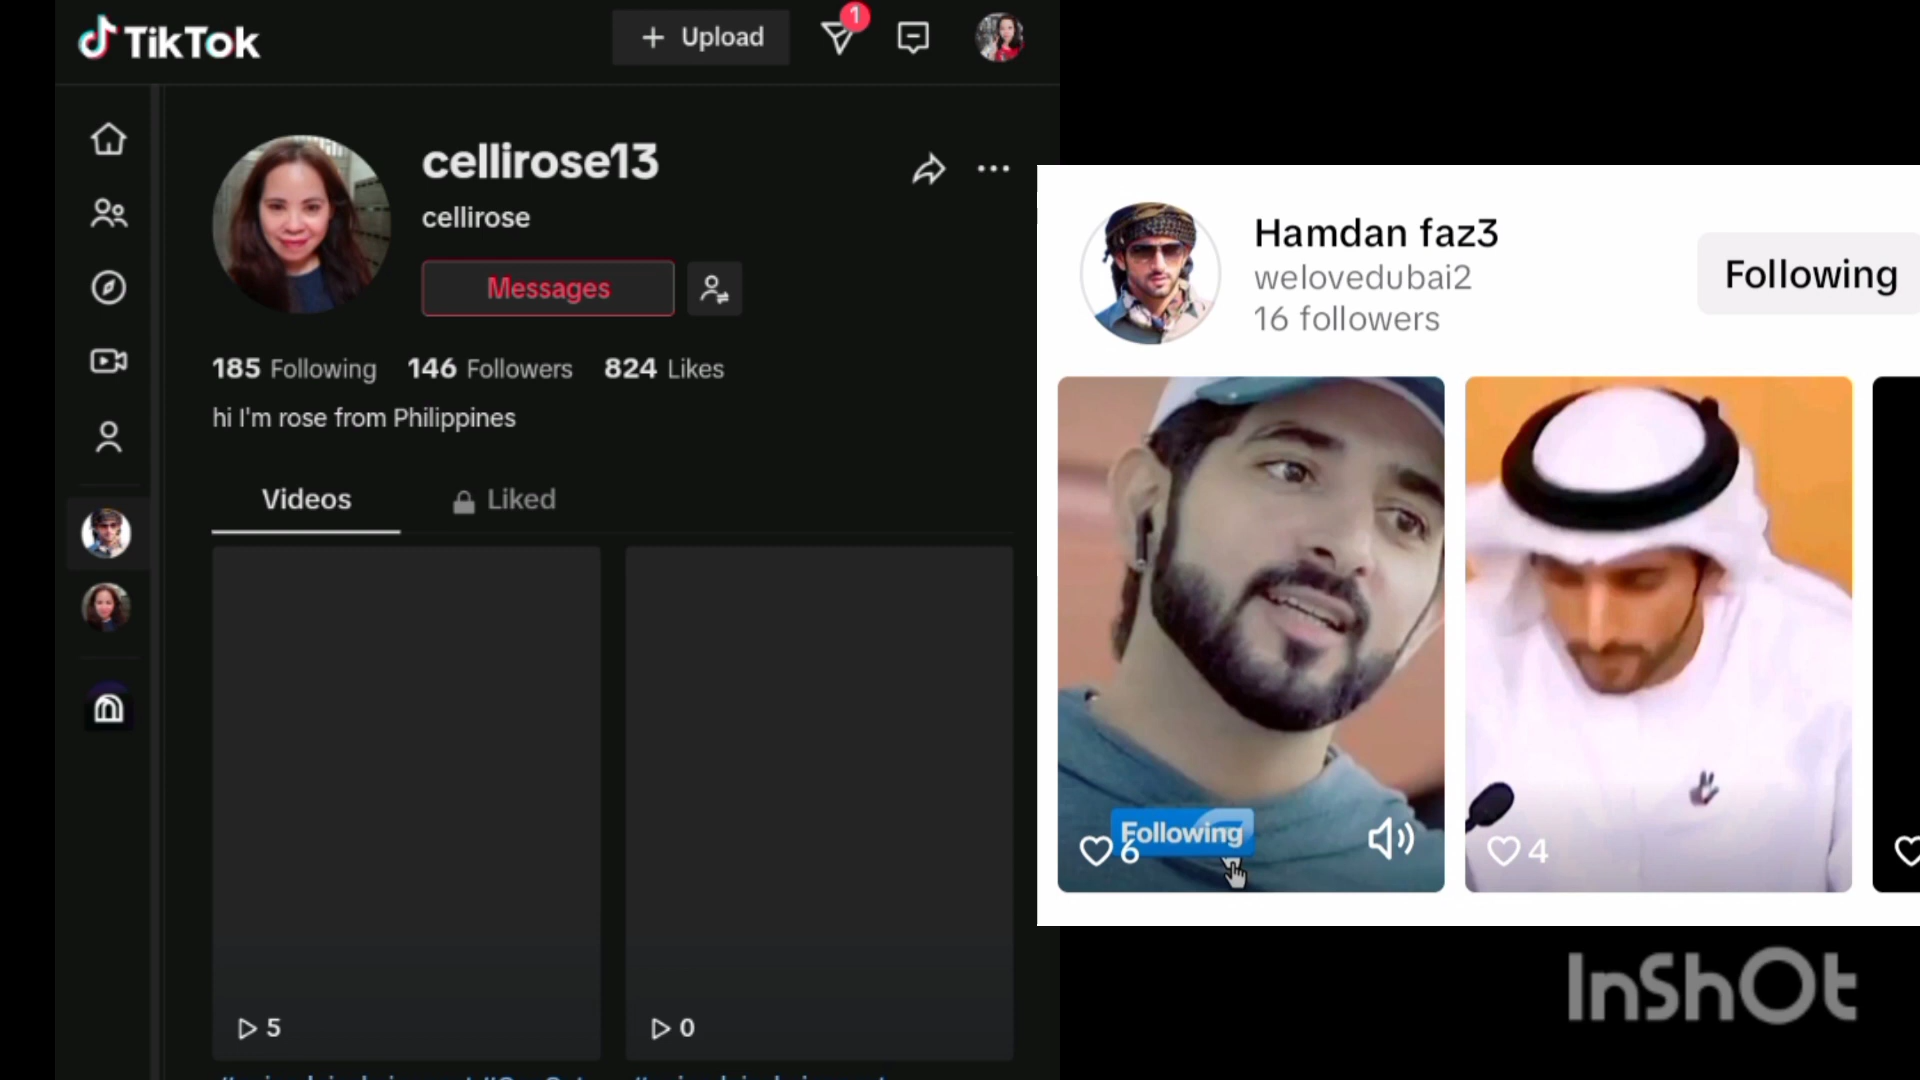 TikTok
+ Upload
1
cellirose13
cellirose
Messages
185 Following 146 Followers 824 Likes
hi I'm rose from Philippines
Videos
Liked
5
0
Hamdan faz3
welovedubai2
16 followers
Following
Following
6
4
InShOt